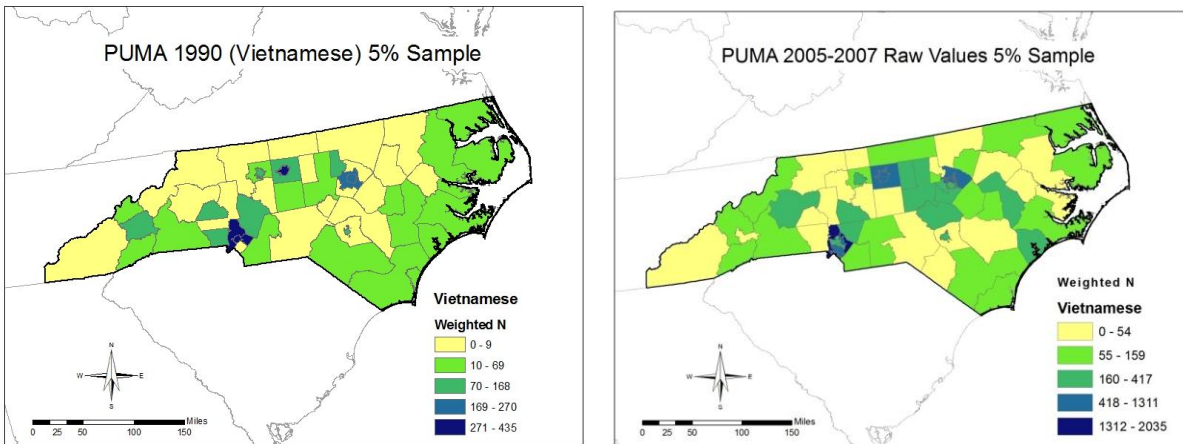 PUMA 1990 (Vietnamese) 5% Sample
Vietnamese
Weighted N
0 - 9
10 - 69
70 - 168
169 - 270
271 - 435
N
W E
S
Miles
0 25 50 100 150
PUMA 2005-2007 Raw Values 5% Sample
Weighted N
Vietnamese
0 - 54
55 - 159
160 - 417
418 - 1311
1312 - 2035
N
W E
S
Miles
0 25 50 100 150